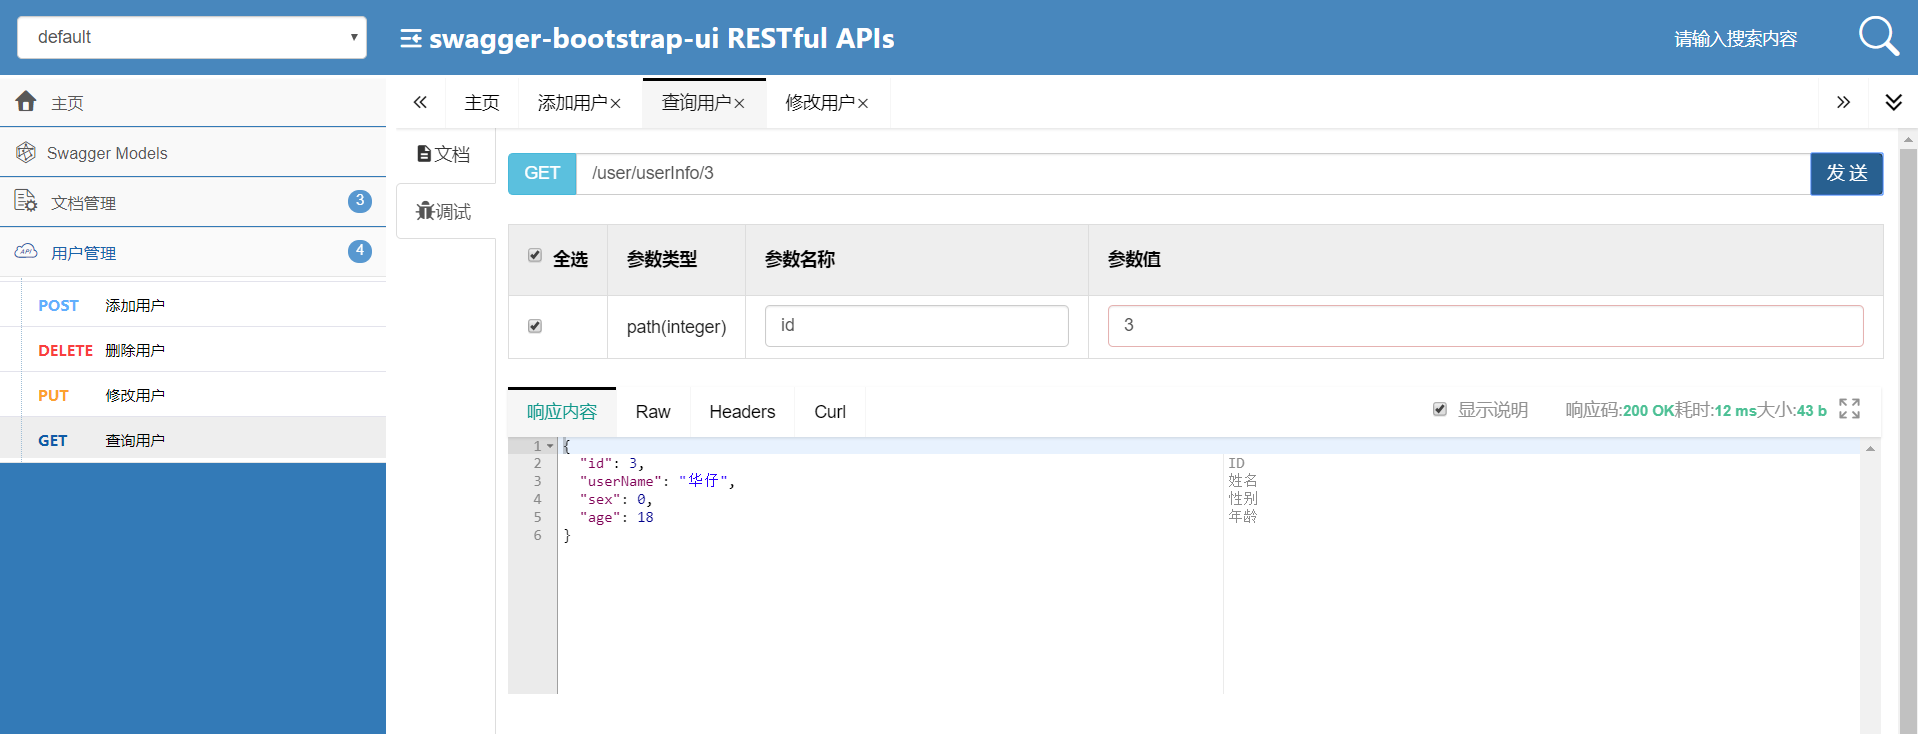 default
swagger-bootstrap-ui RESTful APIs
请输入搜索内容
主页
Swagger Models
文档管理 3
用户管理 4
POST 添加用户
DELETE 删除用户
PUT 修改用户
GET 查询用户
主页 添加用户× 查询用户× 修改用户×
文档
调试
GET /user/userInfo/3 发 送
全选 参数类型 参数名称 参数值
path(integer) id 3
响应内容 Raw Headers Curl 显示说明 响应码:200 OK耗时:12 ms大小:43 b
1 {
2 "id": 3, ID
3 "userName": "华仔", 姓名
4 "sex": 0, 性别
5 "age": 18 年龄
6 }